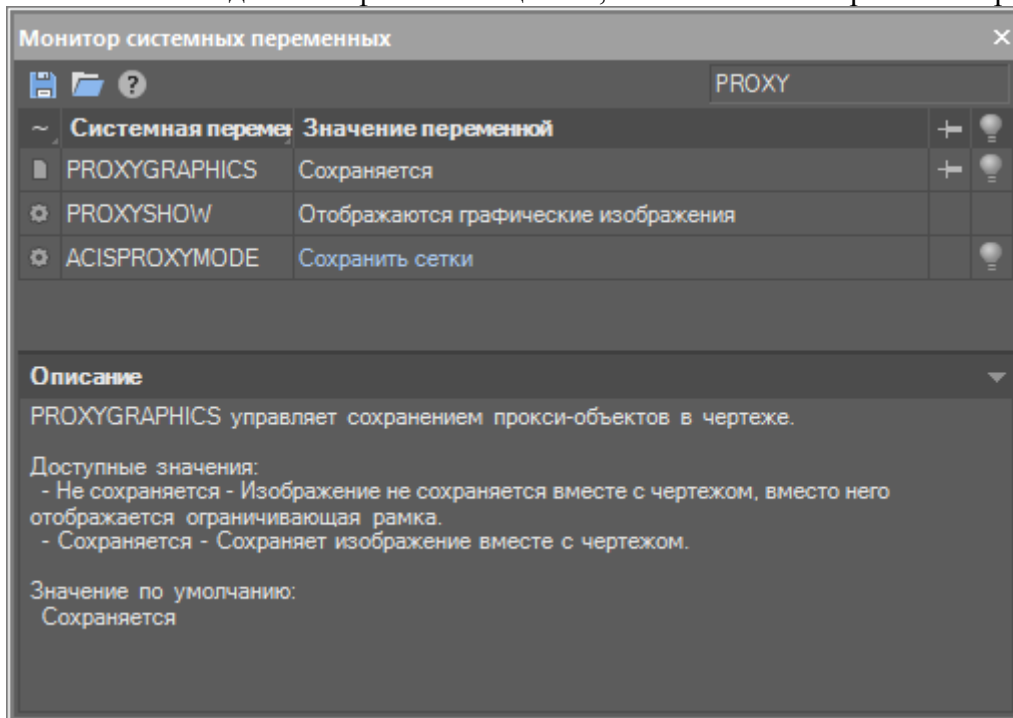 Монитор системных переменных
PROXY
~ Системная перемен Значение переменной
PROXYGRAPHICS Сохраняется
PROXYSHOW Отображаются графические изображения
ACISPROXYMODE Сохранить сетки
Описание
PROXYGRAPHICS управляет сохранением прокси-объектов в чертеже.
Доступные значения:
- Не сохраняется - Изображение не сохраняется вместе с чертежом, вместо него
отображается ограничивающая рамка.
- Сохраняется - Сохраняет изображение вместе с чертежом.
Значение по умолчанию:
Сохраняется